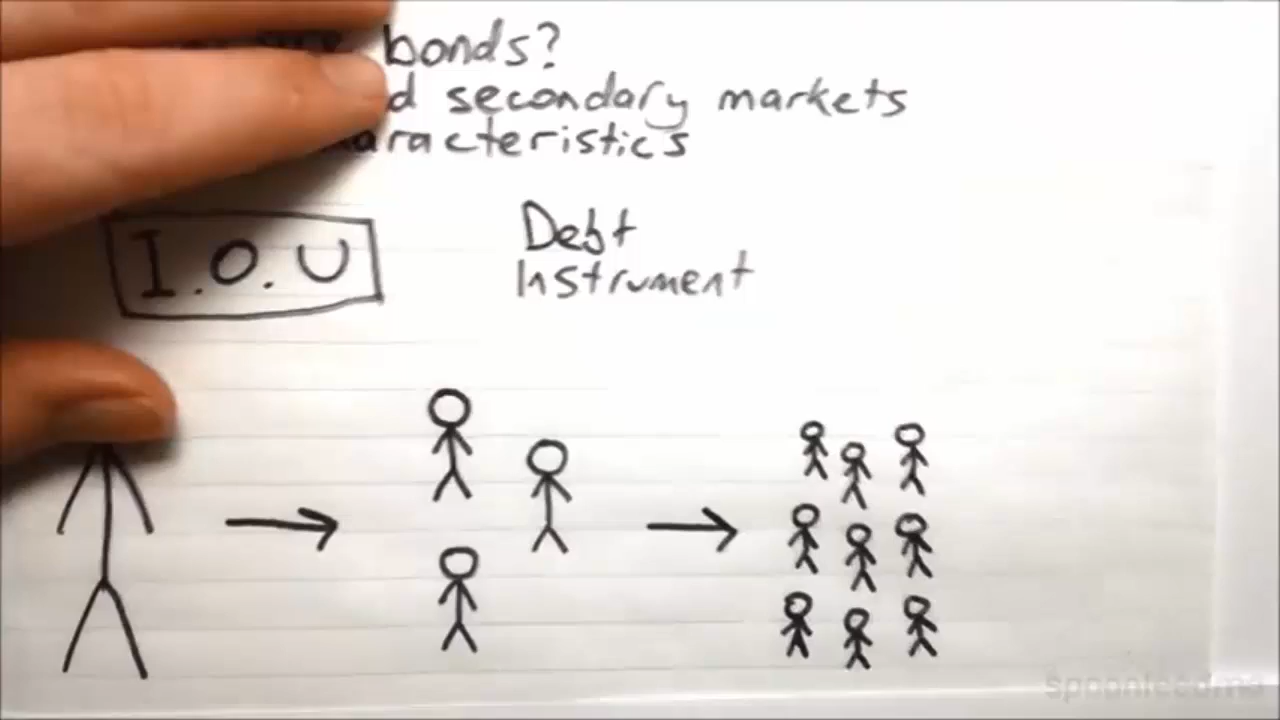 bonds?
secondary markets
I.O.U
Debt
Instrument